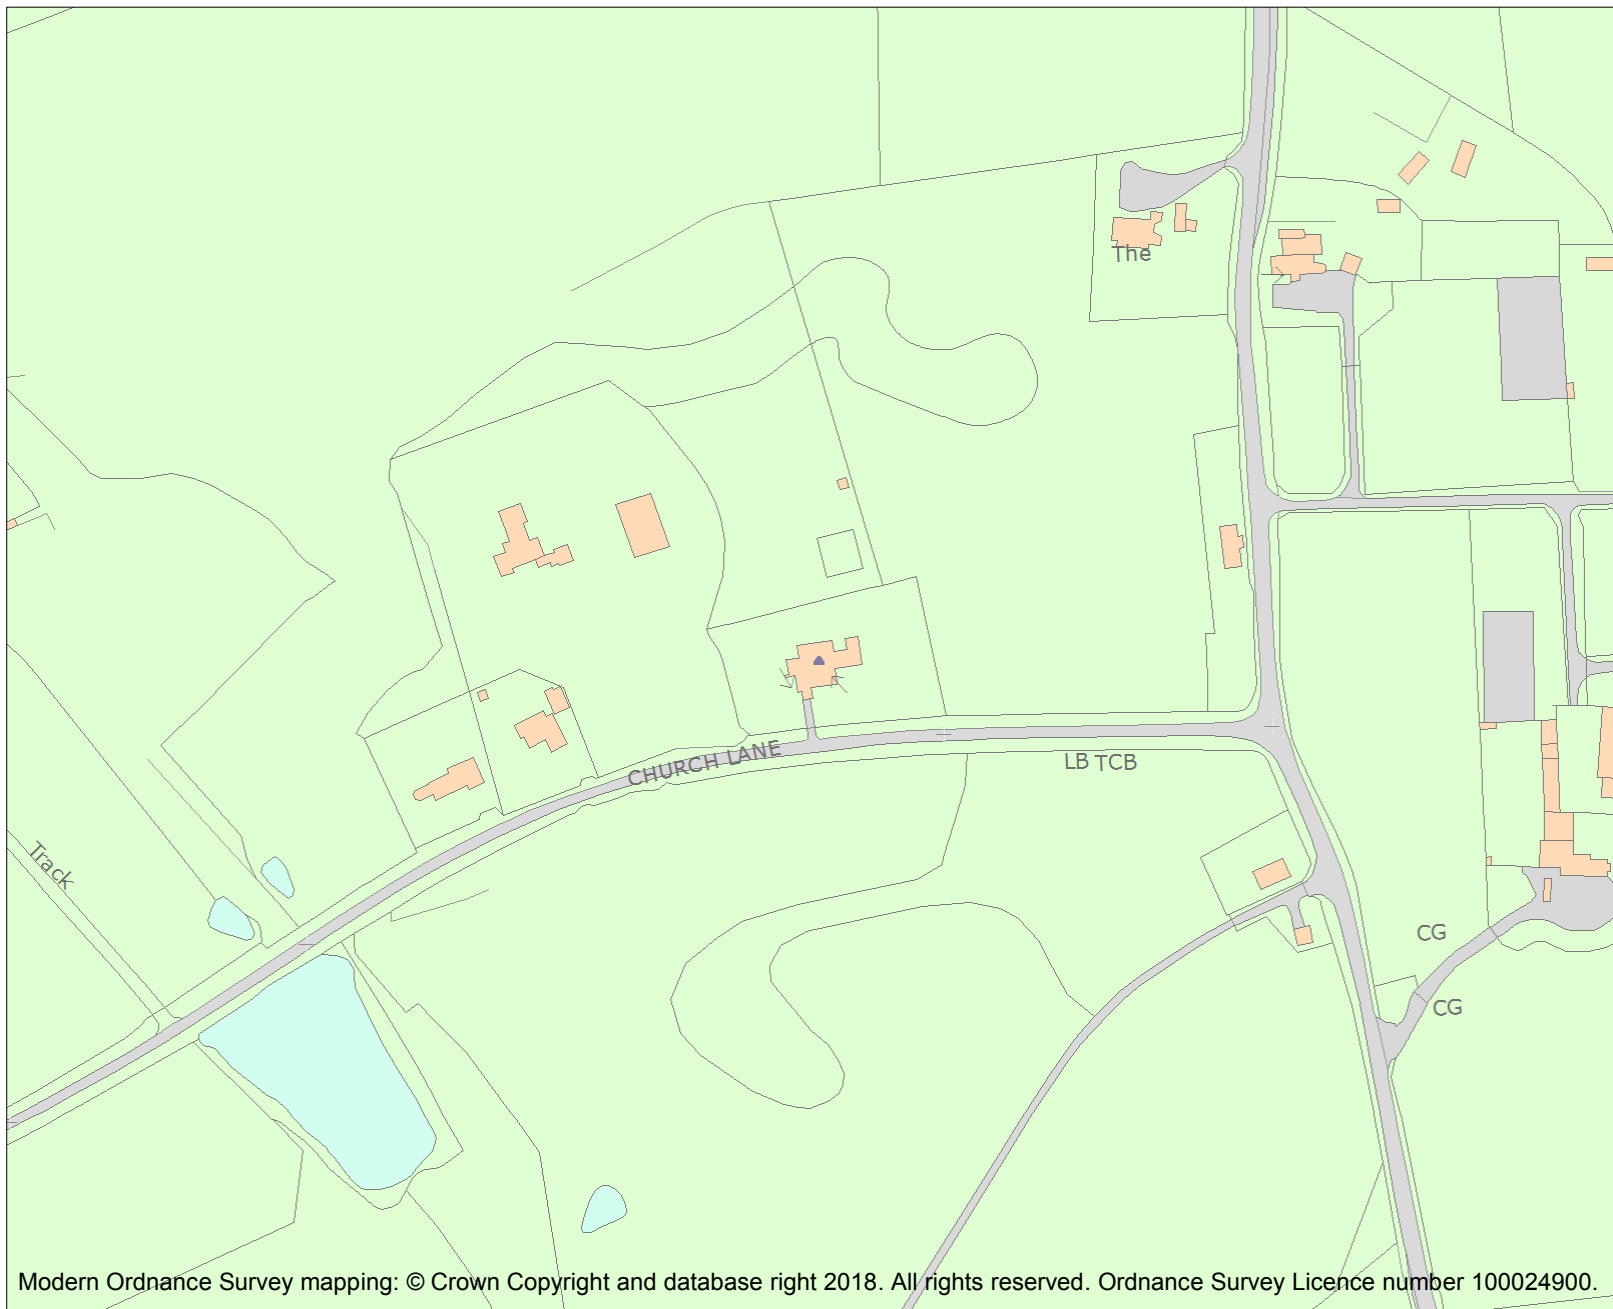 The
CHURCH LANE
LB TCB
Track
CG
CG
Modern Ordnance Survey mapping: © Crown Copyright and database right 2018. All rights reserved. Ordnance Survey Licence number 100024900.